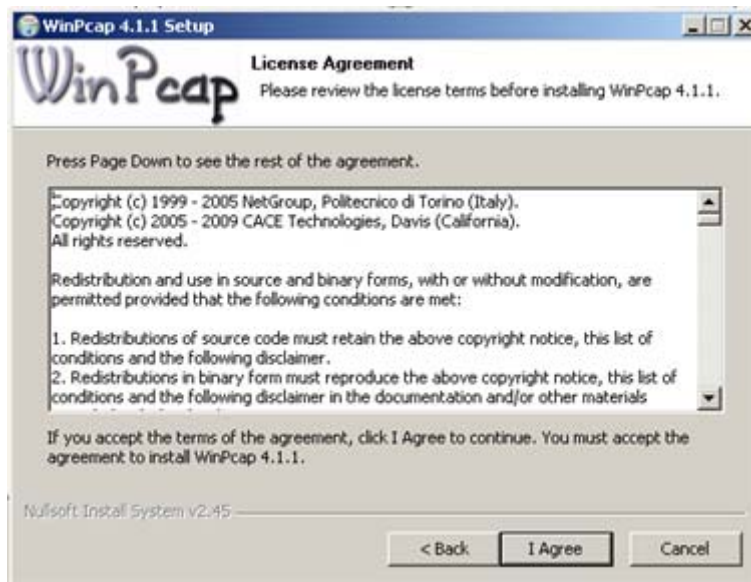 WinPcap 4.1.1 Setup
WinPcap
License Agreement
Please review the license terms before installing WinPcap 4.1.1.
Press Page Down to see the rest of the agreement.
Copyright (c) 1999 - 2005 NetGroup, Politecnico di Torino (Italy).
Copyright (c) 2005 - 2009 CACE Technologies, Davis (California).
All rights reserved.
Redistribution and use in source and binary forms, with or without modification, are
permitted provided that the following conditions are met:
1. Redistributions of source code must retain the above copyright notice, this list of
conditions and the following disclaimer.
2. Redistributions in binary form must reproduce the above copyright notice, this list of
conditions and the following disclaimer in the documentation and/or other materials
If you accept the terms of the agreement, click I Agree to continue. You must accept the
agreement to install WinPcap 4.1.1.
Nullsoft Install System v2.45
< Back
I Agree
Cancel